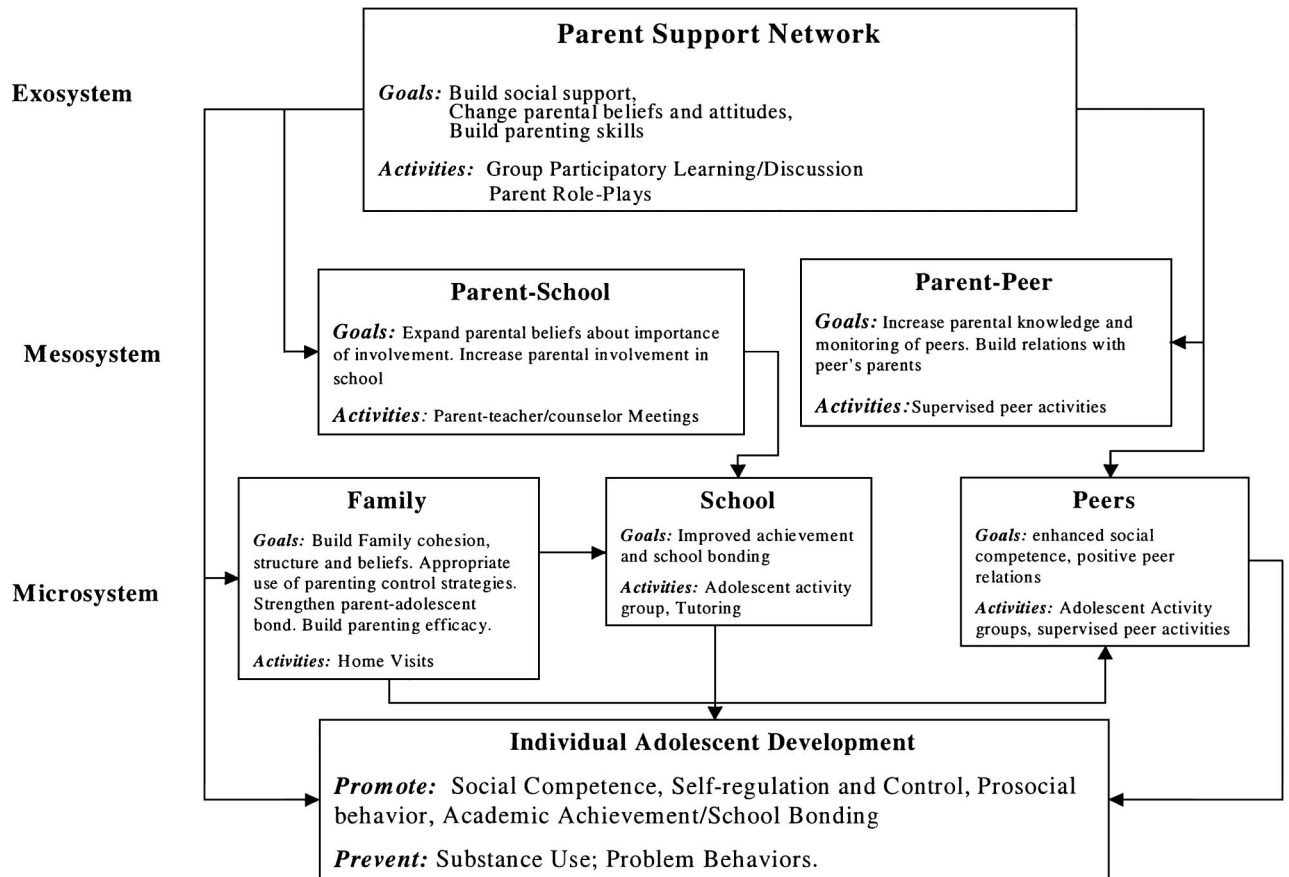 Parent Support Network
Exosystem
Goals: Build social support,
Change parental beliefs and attitudes,
Build parenting skills
Activities: Group Participatory Learning/Discussion
Parent Role-Plays
Mesosystem
Parent-School
Goals: Expand parental beliefs about importance
of involvement. Increase parental involvement in
school
Activities: Parent-teacher/counselor Meetings
Parent-Peer
Goals: Increase parental knowledge and
monitoring of peers. Build relations with
peer's parents
Activities:Supervised peer activities
Microsystem
Family
Goals: Build Family cohesion,
structure and beliefs. Appropriate
use of parenting control strategies.
Strengthen parent-adolescent
bond. Build parenting efficacy.
Activities: Home Visits
School
Goals: Improved achievement
and school bonding
Activities: Adolescent activity
group, Tutoring
Peers
Goals: enhanced social
competence, positive peer
relations
Activities: Adolescent Activity
groups, supervised peer activities
Individual Adolescent Development
Promote: Social Competence, Self-regulation and Control, Prosocial
behavior, Academic Achievement/School Bonding
Prevent: Substance Use; Problem Behaviors.